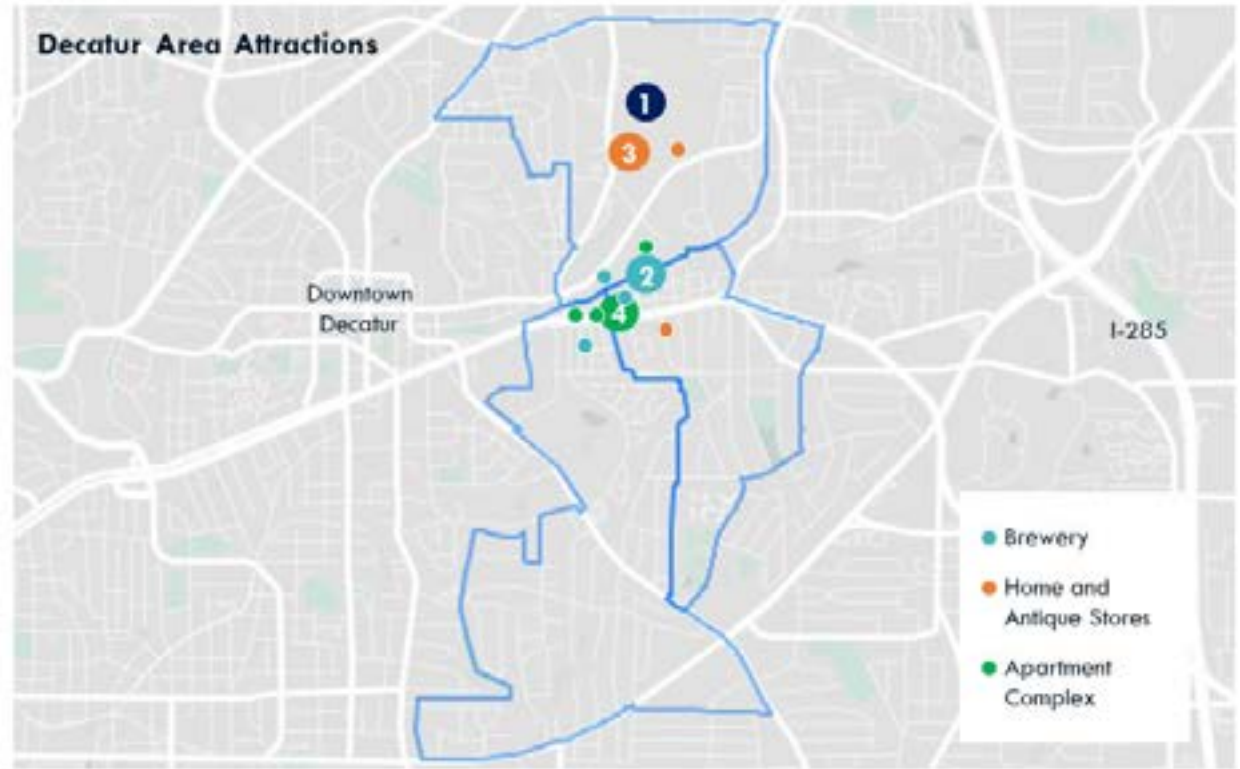 Decatur Area Attractions
1
3
2
4
Downtown
Decatur
I-285
Brewery
Home and
Antique Stores
Apartment
Complex